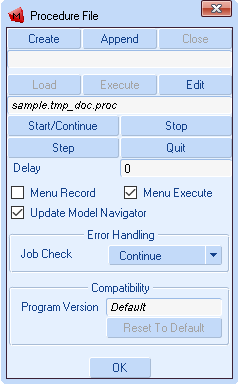 Procedure File
Create Append Close
Load Execute Edit
sample.tmp_doc.proc
Start/Continue Stop
Step Quit
Delay 0
Menu Record Menu Execute
Update Model Navigator
Error Handling
Job Check Continue
Compatibility
Program Version Default
Reset To Default
OK